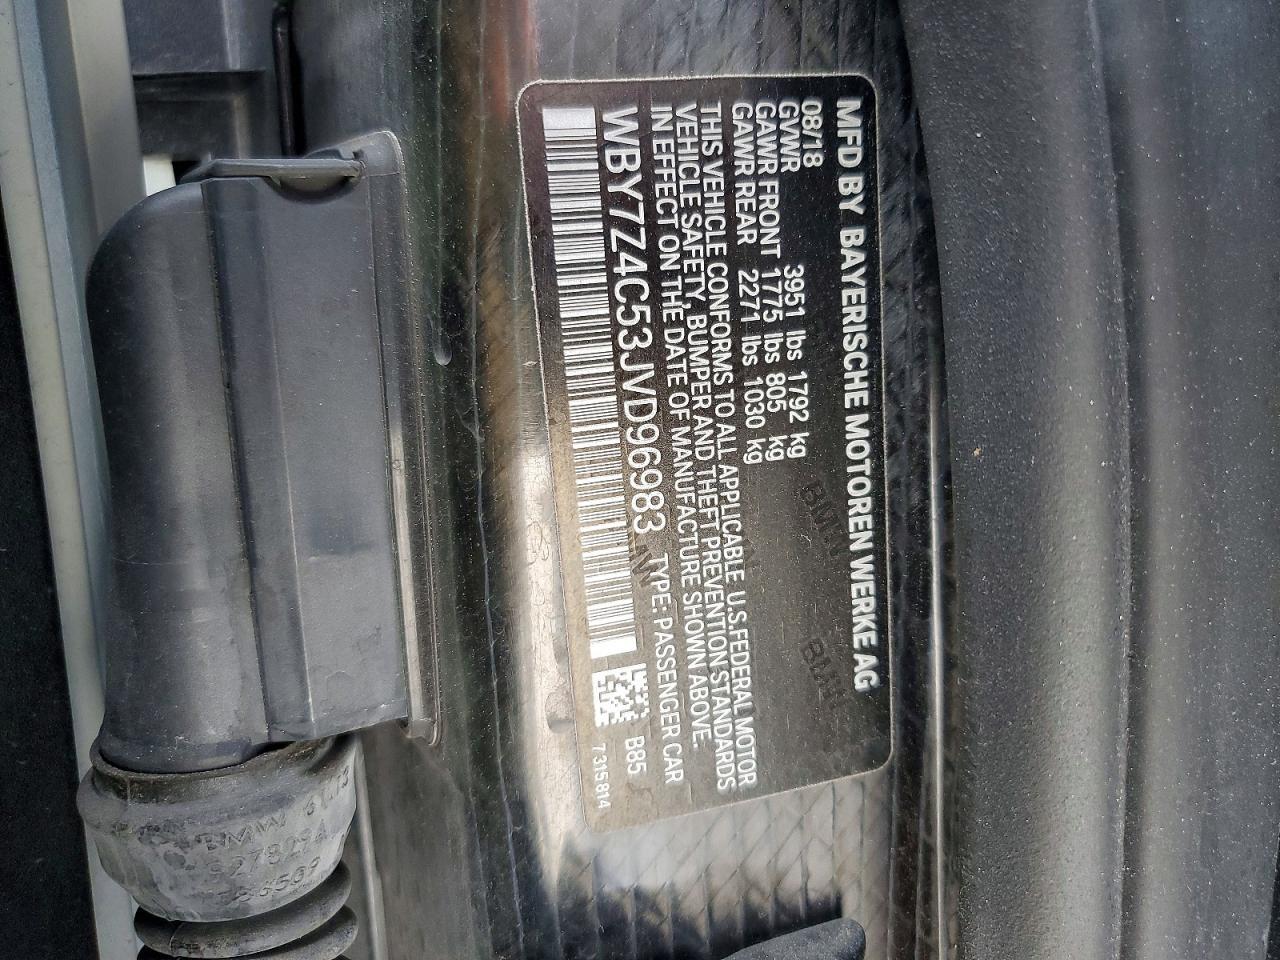 MFD BY BAYERISCHE MOTOREN WERKE AG
08/18
GVWR 3951 lbs 1792 kg
GAWR FRONT 1775 lbs 805 kg
GAWR REAR 2271 lbs 1030 kg
THIS VEHICLE CONFORMS TO ALL APPLICABLE U.S.FEDERAL MOTOR
VEHICLE SAFETY, BUMPER AND THEFT PREVENTION STANDARDS
IN EFFECT ON THE DATE OF MANUFACTURE SHOWN ABOVE.
WBY7Z4C53JVD96983 TYPE: PASSENGER CAR
B85
7315814
BMW
BMW